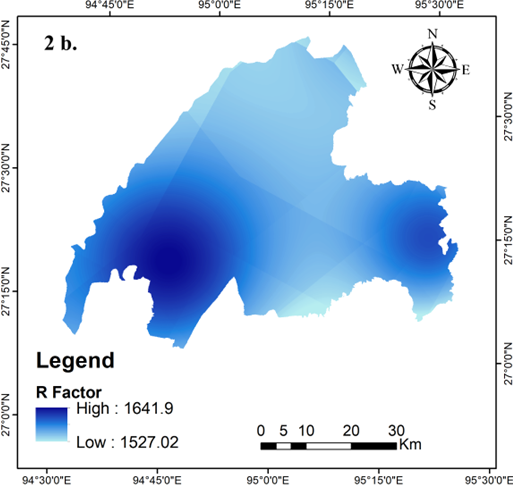 94°45'0"E 95°0'0"E 95°15'0"E 95°30'0"E
2 b.
N
W E
S
27°45'0"N
27°30'0"N
27°15'0"N
27°0'0"N
27°30'0"N
27°15'0"N
27°0'0"N
Legend
R Factor
High : 1641.9
Low : 1527.02
0 5 10 20 30
Km
94°30'0"E 94°45'0"E 95°0'0"E 95°15'0"E 95°30'0"E